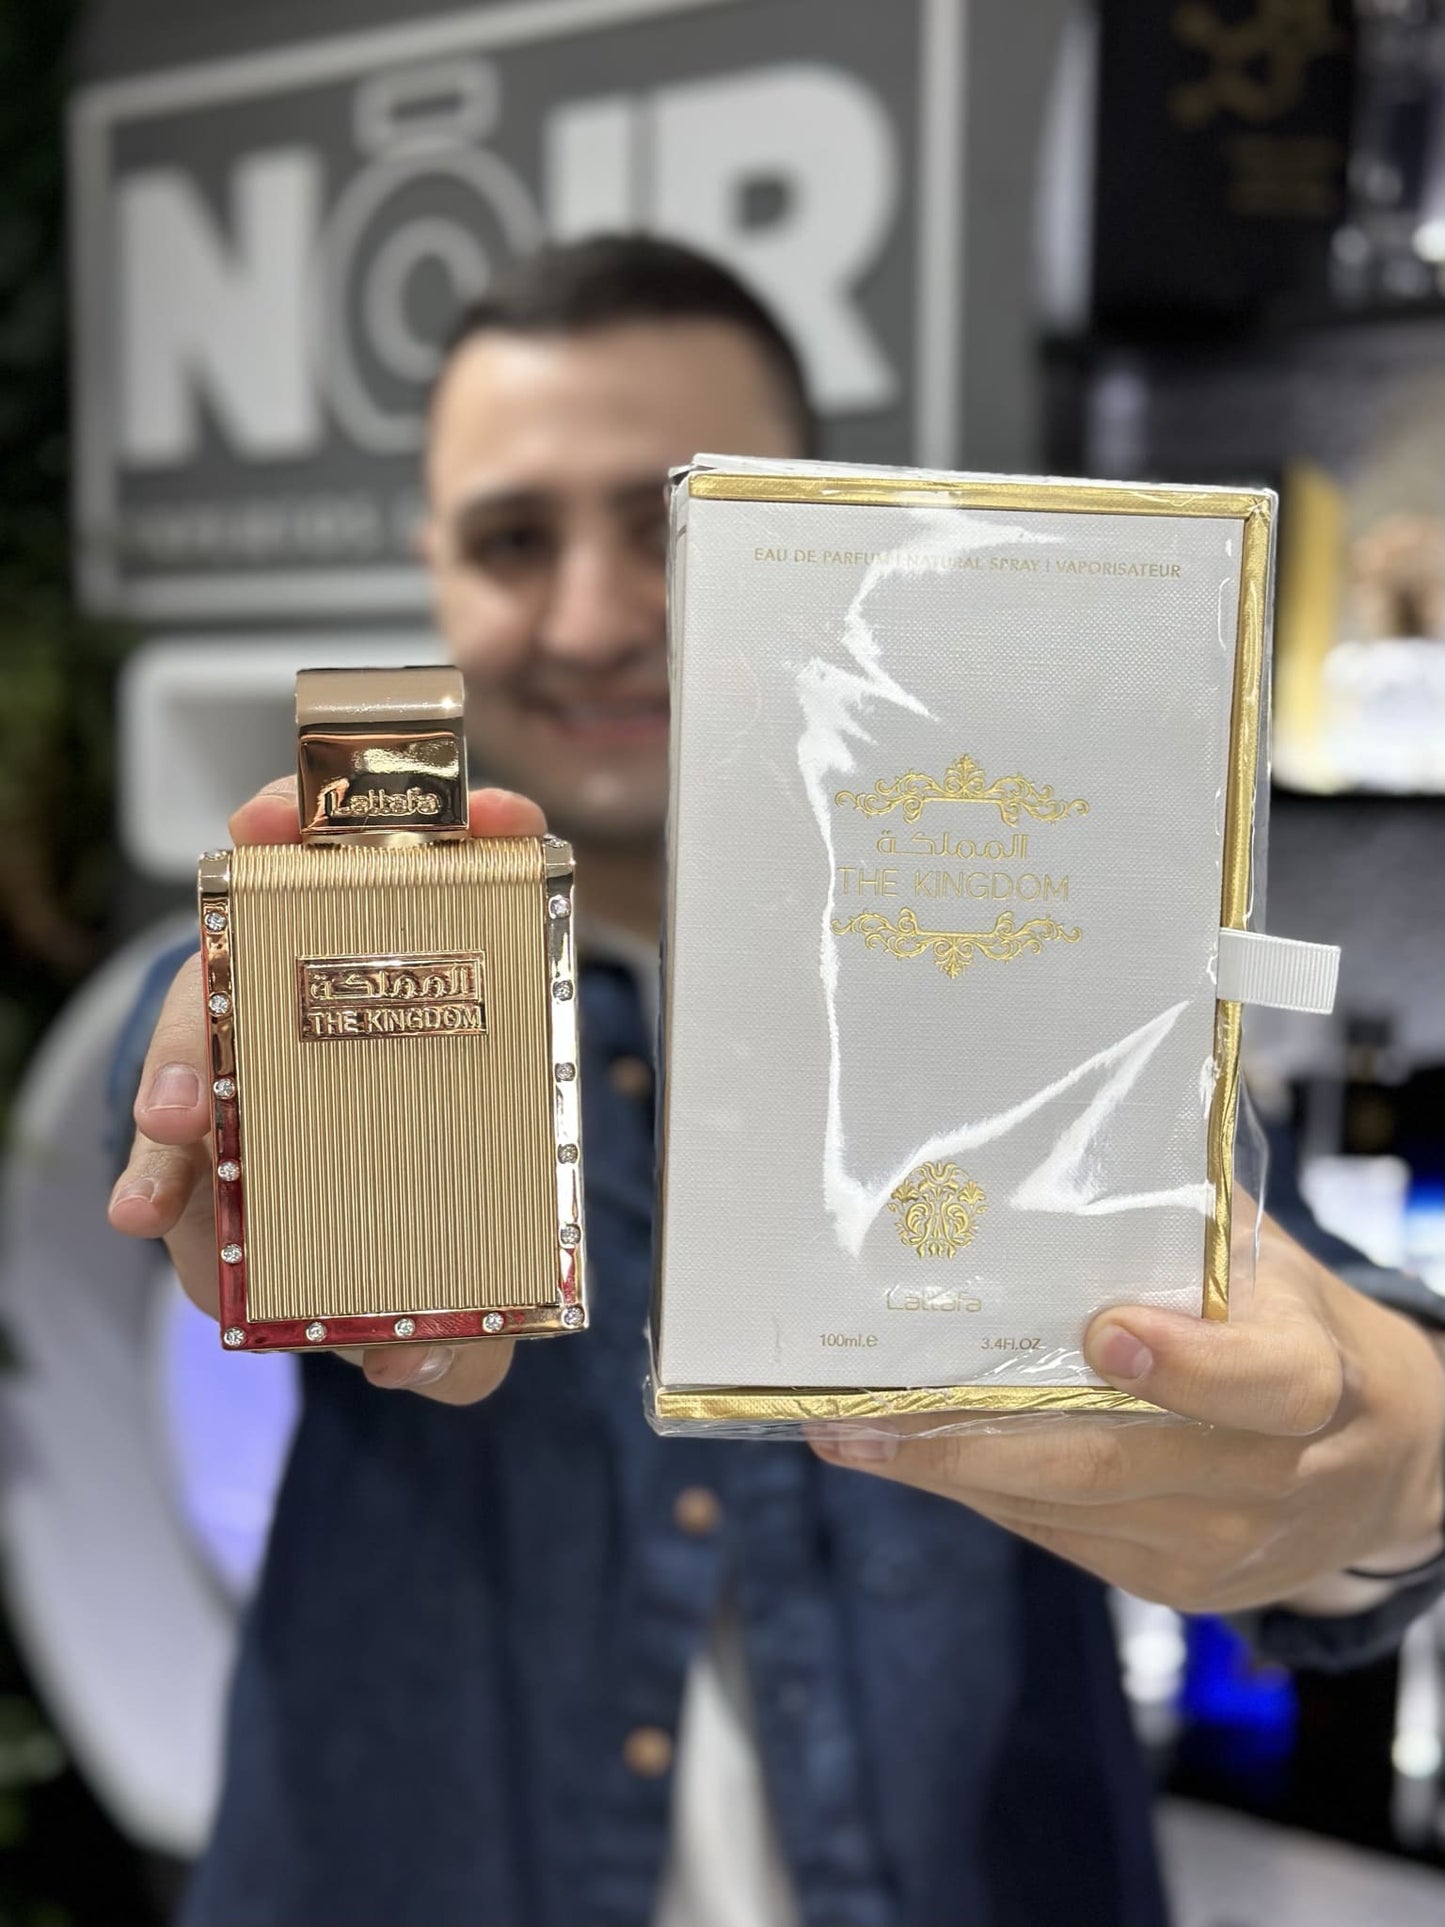 NOIR
Lattafa
المملكة
THE KINGDOM
EAU DE PARFUM | NATURAL SPRAY | VAPORISATEUR
المملكة
THE KINGDOM
Lattafa
100ml.e
3.4Fl.OZ